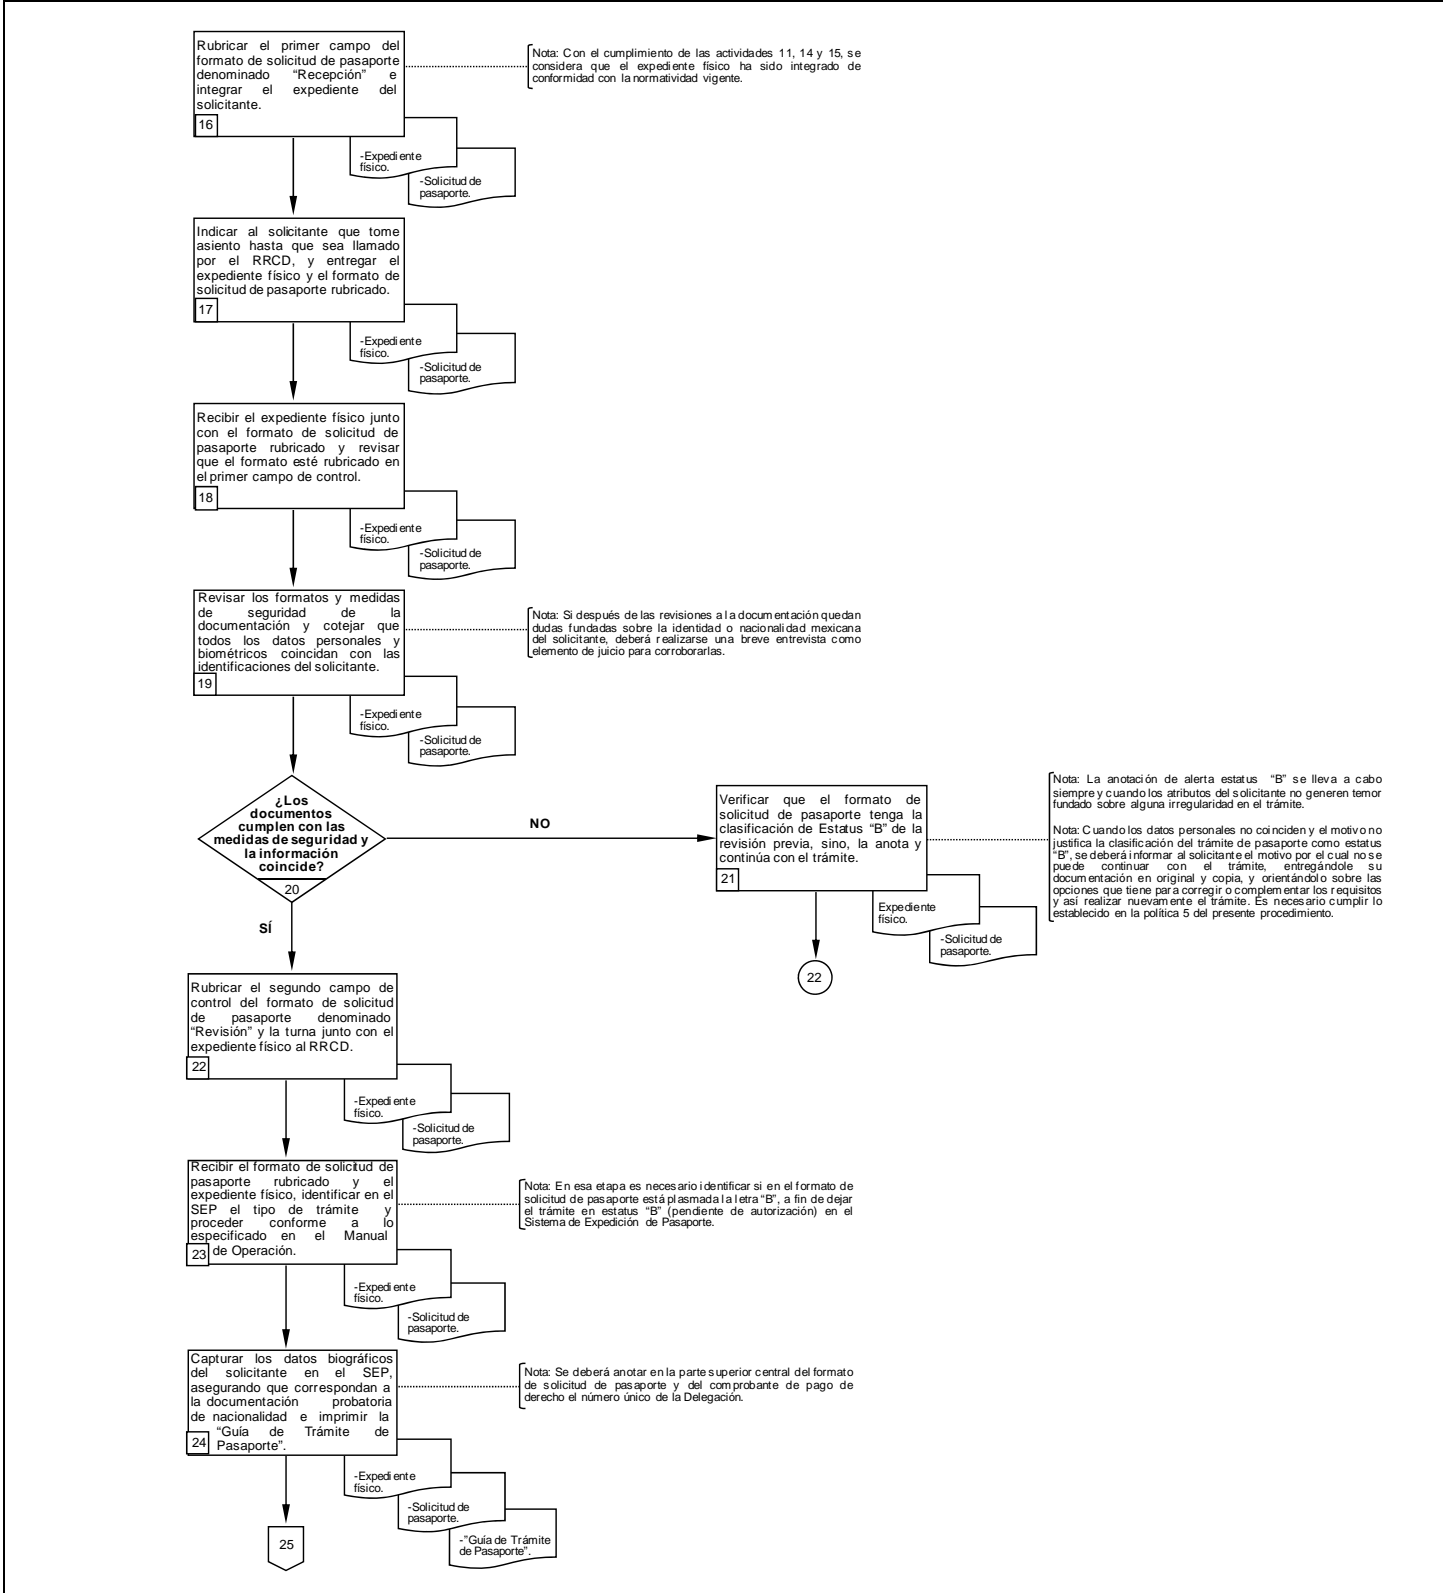 Rubricar el primer campo del
formato de solicitud de pasaporte
denominado “Recepción” e
integrar el expediente del
solicitante.
16
Nota: Con el cumplimiento de las actividades 11, 14 y 15, se
considera que el expediente físico ha sido integrado de
conformidad con la normatividad vigente.
-Expediente
físico.
-Solicitud de
pasaporte.
Indicar al solicitante que tome
asiento hasta que sea llamado
por el RRCD, y entregar el
expediente físico y el formato de
solicitud de pasaporte rubricado.
17
-Expediente
físico.
-Solicitud de
pasaporte.
Recibir el expediente físico junto
con el formato de solicitud de
pasaporte rubricado y revisar
que el formato esté rubricado en
el primer campo de control.
18
-Expediente
físico.
-Solicitud de
pasaporte.
Revisar los formatos y medidas
de seguridad de la
documentación y cotejar que
todos los datos personales y
biométricos coincidan con las
identificaciones del solicitante.
19
Nota: Si después de las revisiones a la documentación quedan
dudas fundadas sobre la identidad o nacionalidad mexicana
del solicitante, deberá realizarse una breve entrevista como
elemento de juicio para corroborarlas.
-Expediente
físico.
-Solicitud de
pasaporte.
¿Los
documentos
cumplen con las
medidas de seguridad y
la información
coincide?
20
NO
SÍ
Verificar que el formato de
solicitud de pasaporte tenga la
clasificación de Estatus “B” de la
revisión previa, sino, la anota y
continúa con el trámite.
21
Nota: La anotación de alerta estatus “B” se lleva a cabo
siempre y cuando los atributos del solicitante no generen temor
fundado sobre alguna irregularidad en el trámite.
Nota: Cuando los datos personales no coinciden y el motivo no
justifica la clasificación del trámite de pasaporte como estatus
“B”, se deberá informar al solicitante el motivo por el cual no se
puede continuar con el trámite, entregándole su
documentación en original y copia, y orientándolo sobre las
opciones que tiene para corregir o complementar los requisitos
y así realizar nuevamente el trámite. Es necesario cumplir lo
establecido en la política 5 del presente procedimiento.
Expediente
físico.
-Solicitud de
pasaporte.
22
Rubricar el segundo campo de
control del formato de solicitud
de pasaporte denominado
“Revisión” y la turna junto con el
expediente físico al RRCD.
22
-Expediente
físico.
-Solicitud de
pasaporte.
Recibir el formato de solicitud de
pasaporte rubricado y el
expediente físico, identificar en el
SEP el tipo de trámite y
proceder conforme a lo
especificado en el Manual
de Operación.
23
Nota: En esa etapa es necesario identificar si en el formato de
solicitud de pasaporte está plasmada la letra “B”, a fin de dejar
el trámite en estatus “B” (pendiente de autorización) en el
Sistema de Expedición de Pasaporte.
-Expediente
físico.
-Solicitud de
pasaporte.
Capturar los datos biográficos
del solicitante en el SEP,
asegurando que correspondan a
la documentación probatoria
de nacionalidad e imprimir la
“Guía de Trámite de
Pasaporte”.
24
Nota: Se deberá anotar en la parte superior central del formato
de solicitud de pasaporte y del comprobante de pago de
derecho el número único de la Delegación.
-Expediente
físico.
-Solicitud de
pasaporte.
-”Guía de Trámite
de Pasaporte”.
25